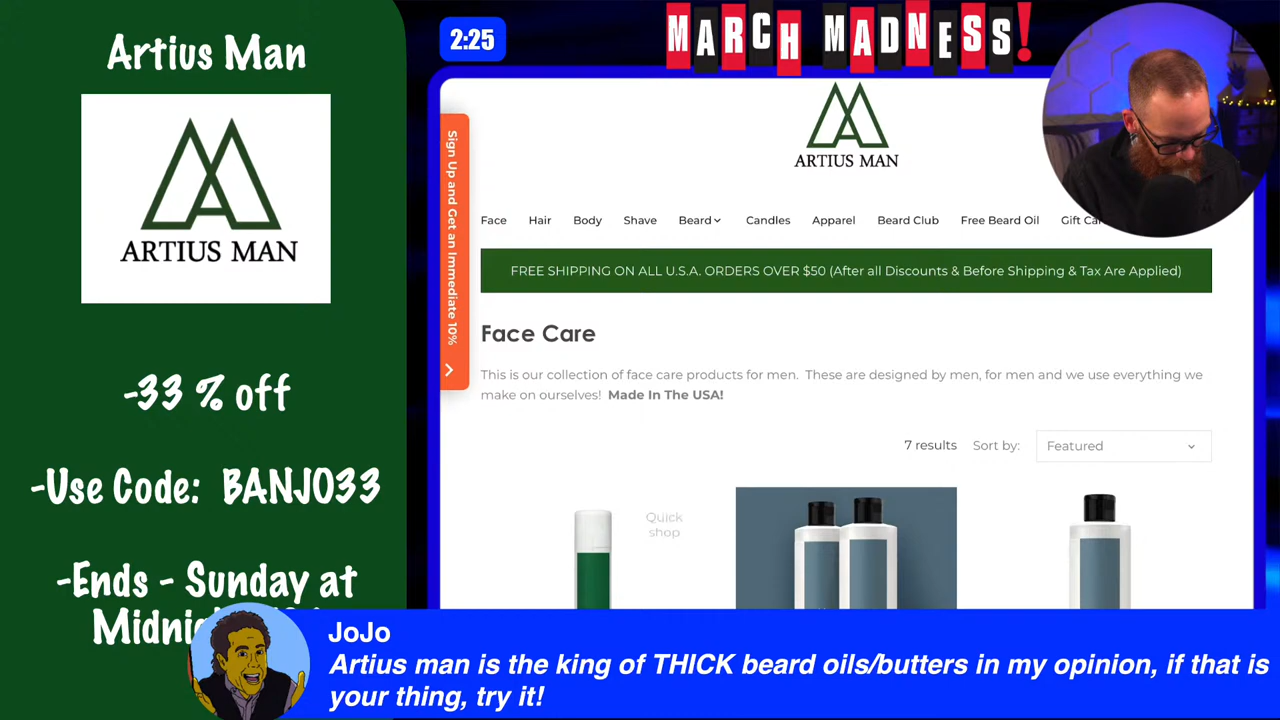 Artius Man
ARTIUS MAN
-33 % off
-Use Code: BANJO33
-Ends - Sunday at
2:25
MARCH MADNESS!
Sign Up and Get an Immediate 10%
ARTIUS MAN
Face Hair Body Shave Beard Candles Apparel Beard Club Free Beard Oil
FREE SHIPPING ON ALL U.S.A. ORDERS OVER $50 (After all Discounts & Before Shipping & Tax Are Applied)
Face Care
This is our collection of face care products for men. These are designed by men, for men and we use everything we
make on ourselves! Made In The USA!
7 results Sort by: Featured
Quick
shop
JoJo
Artius man is the king of THICK beard oils/butters in my opinion, if that is
your thing, try it!